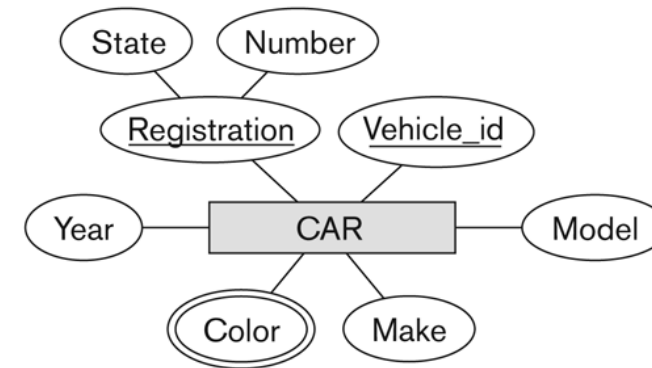 State
Number
Registration
Vehicle_id
Year
CAR
Model
Color
Make